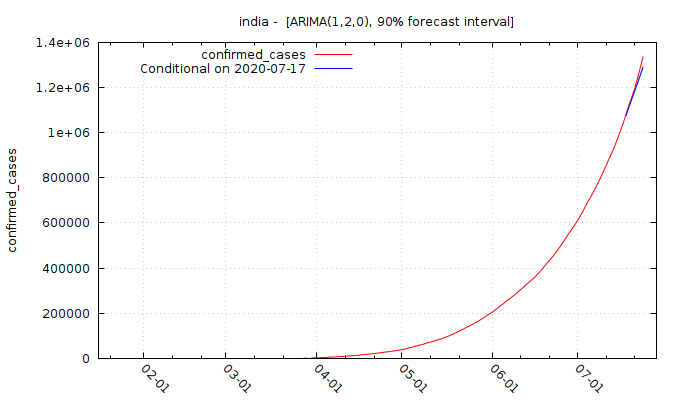 india -  [ARIMA(1,2,0), 90% forecast interval]
confirmed_cases
Conditional on 2020-07-17
1.4e+06
1.2e+06
1e+06
800000
600000
400000
200000
0
confirmed_cases
02-01
03-01
04-01
05-01
06-01
07-01